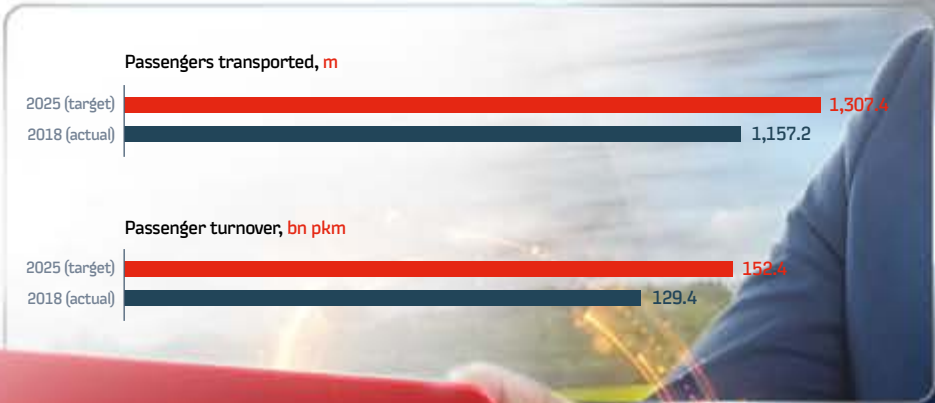 Passengers transported, m
2025 (target) 1,307.4
2018 (actual) 1,157.2
Passenger turnover, bn pkm
2025 (target) 152.4
2018 (actual) 129.4